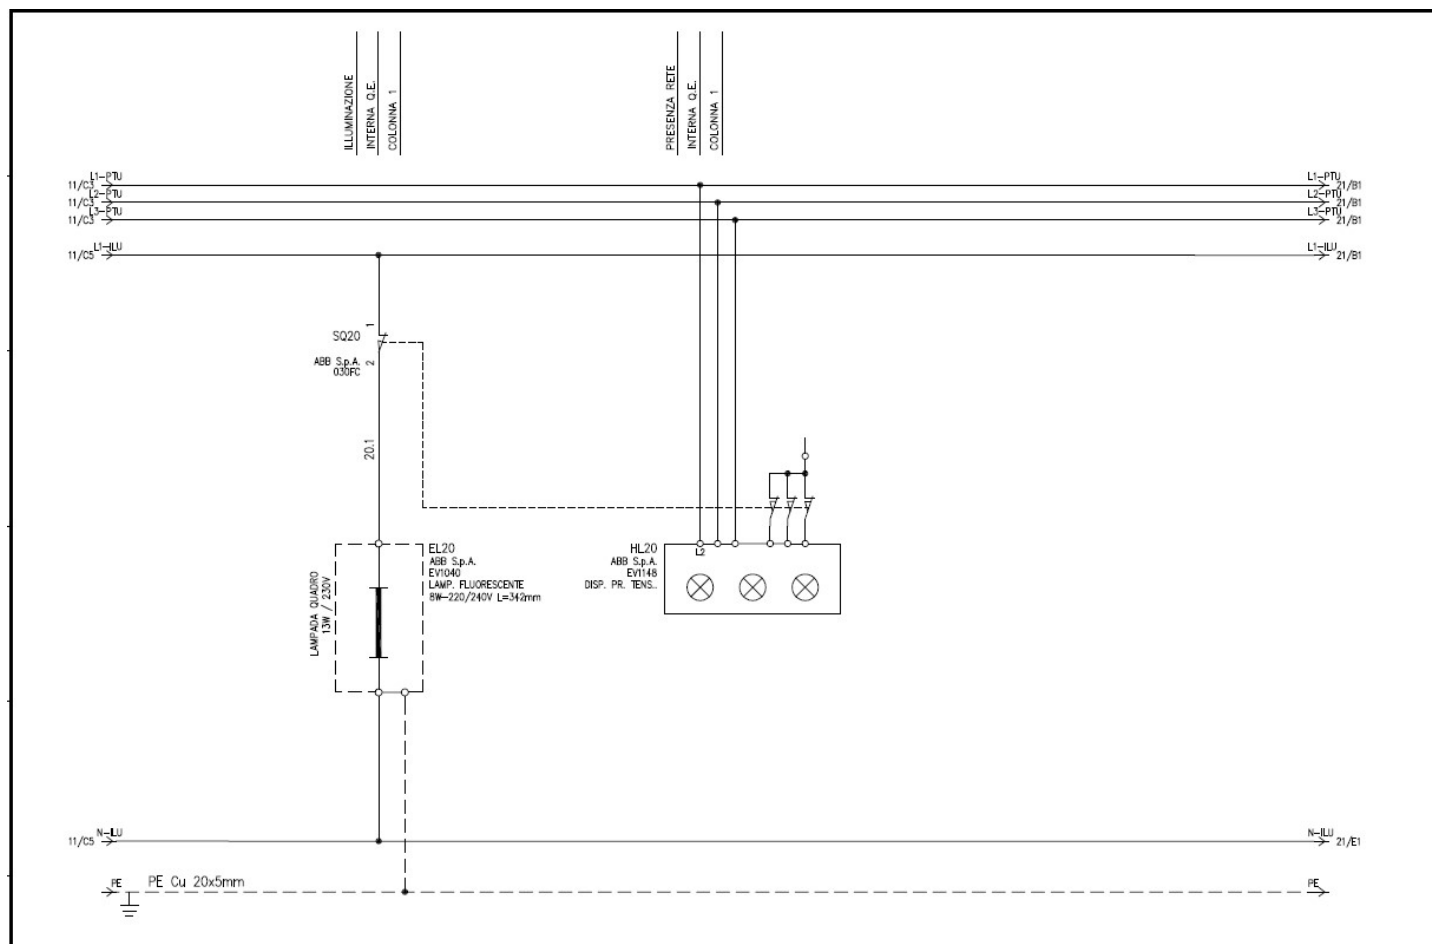 ILLUMINAZIONE
INTERNA Q.E.
COLONNA 1
PRESENZA RETE
INTERNA Q.E.
COLONNA 1
L1-PTU
11/C3
L2-PTU
11/C3
L3-PTU
11/C3
L1-ILU
11/C5
L1-PTU
21/B1
L2-PTU
21/B1
L3-PTU
21/B1
L1-ILU
21/B1
1
SQ20
2
ABB S.p.A.
030FC
20.1
LAMPADA QUADRO
13W / 230V
EL20
ABB S.p.A.
EV1040
LAMP. FLUORESCENTE
8W-220/240V L=342mm
HL20
ABB S.p.A.
EV1148
DISP. PR. TENS..
L2
N-ILU
11/C5
N-ILU
21/E1
PE
PE Cu 20x5mm
PE